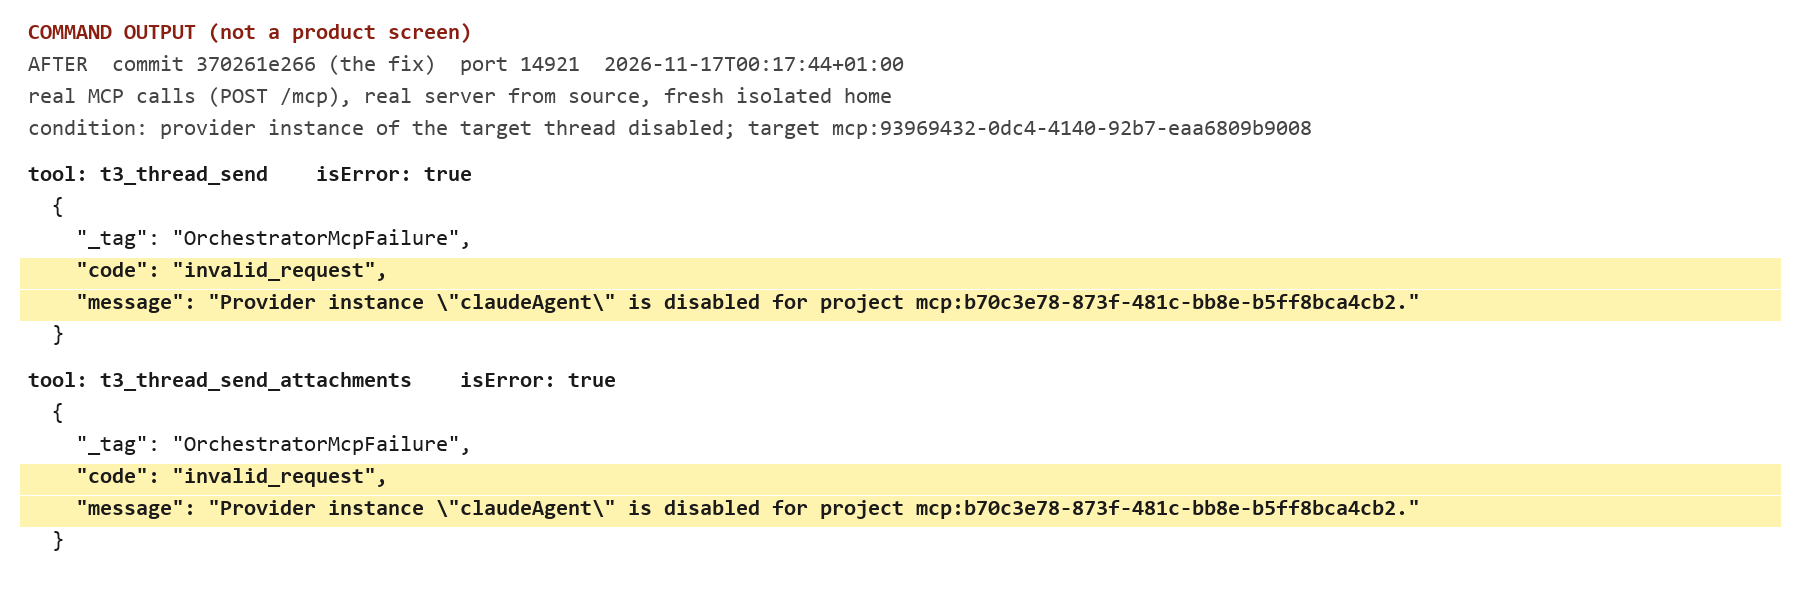 COMMAND OUTPUT (not a product screen)
AFTER  commit 370261e266 (the fix)  port 14921  2026-11-17T00:17:44+01:00
real MCP calls (POST /mcp), real server from source, fresh isolated home
condition: provider instance of the target thread disabled; target mcp:93969432-0dc4-4140-92b7-eaa6809b9008
tool: t3_thread_send    isError: true
  {
    "_tag": "OrchestratorMcpFailure",
    "code": "invalid_request",
    "message": "Provider instance \"claudeAgent\" is disabled for project mcp:b70c3e78-873f-481c-bb8e-b5ff8bca4cb2."
  }
tool: t3_thread_send_attachments    isError: true
  {
    "_tag": "OrchestratorMcpFailure",
    "code": "invalid_request",
    "message": "Provider instance \"claudeAgent\" is disabled for project mcp:b70c3e78-873f-481c-bb8e-b5ff8bca4cb2."
  }